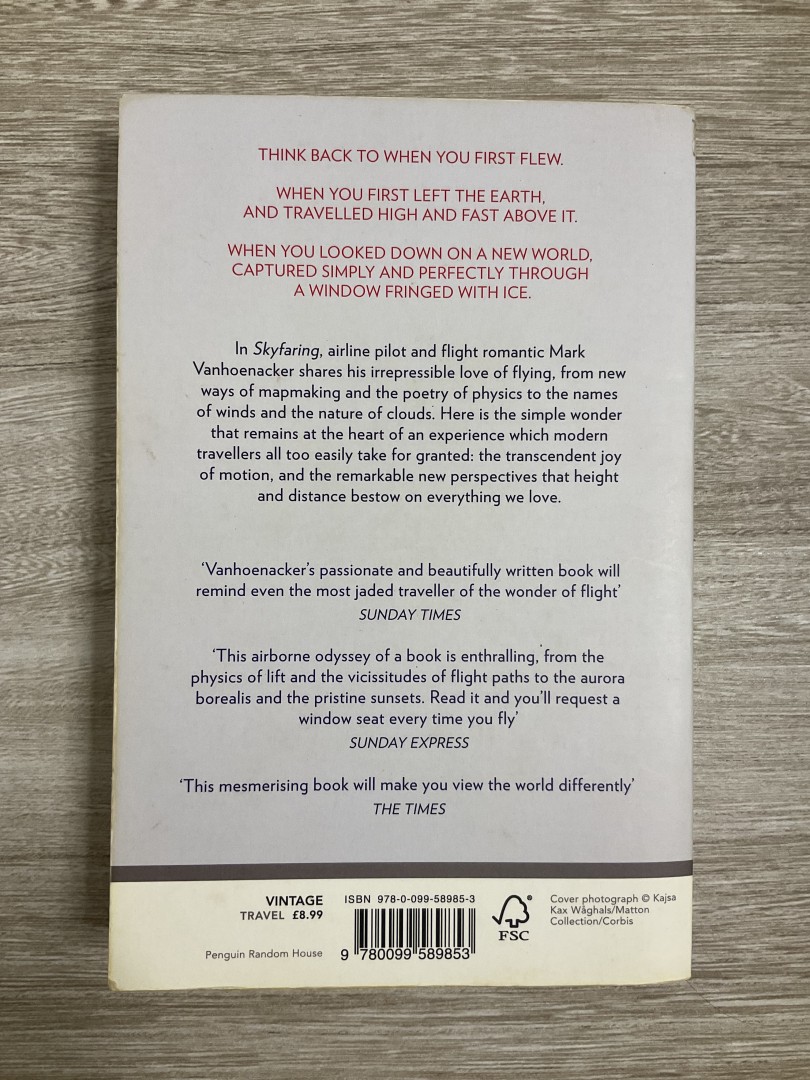 THINK BACK TO WHEN YOU FIRST FLEW.
WHEN YOU FIRST LEFT THE EARTH,
AND TRAVELLED HIGH AND FAST ABOVE IT.
WHEN YOU LOOKED DOWN ON A NEW WORLD,
CAPTURED SIMPLY AND PERFECTLY THROUGH
A WINDOW FRINGED WITH ICE.
In Skyfaring, airline pilot and flight romantic Mark
Vanhoenacker shares his irrepressible love of flying, from new
ways of mapmaking and the poetry of physics to the names
of winds and the nature of clouds. Here is the simple wonder
that remains at the heart of an experience which modern
travellers all too easily take for granted: the transcendent joy
of motion, and the remarkable new perspectives that height
and distance bestow on everything we love.
‘Vanhoenacker’s passionate and beautifully written book will
remind even the most jaded traveller of the wonder of flight’
SUNDAY TIMES
‘This airborne odyssey of a book is enthralling, from the
physics of lift and the vicissitudes of flight paths to the aurora
borealis and the pristine sunsets. Read it and you’ll request a
window seat every time you fly’
SUNDAY EXPRESS
‘This mesmerising book will make you view the world differently’
THE TIMES
VINTAGE
TRAVEL £8.99
Penguin Random House
ISBN 978-0-099-58985-3
9 780099 589853
FSC
Cover photograph © Kajsa
Kax Wåghals/Matton
Collection/Corbis